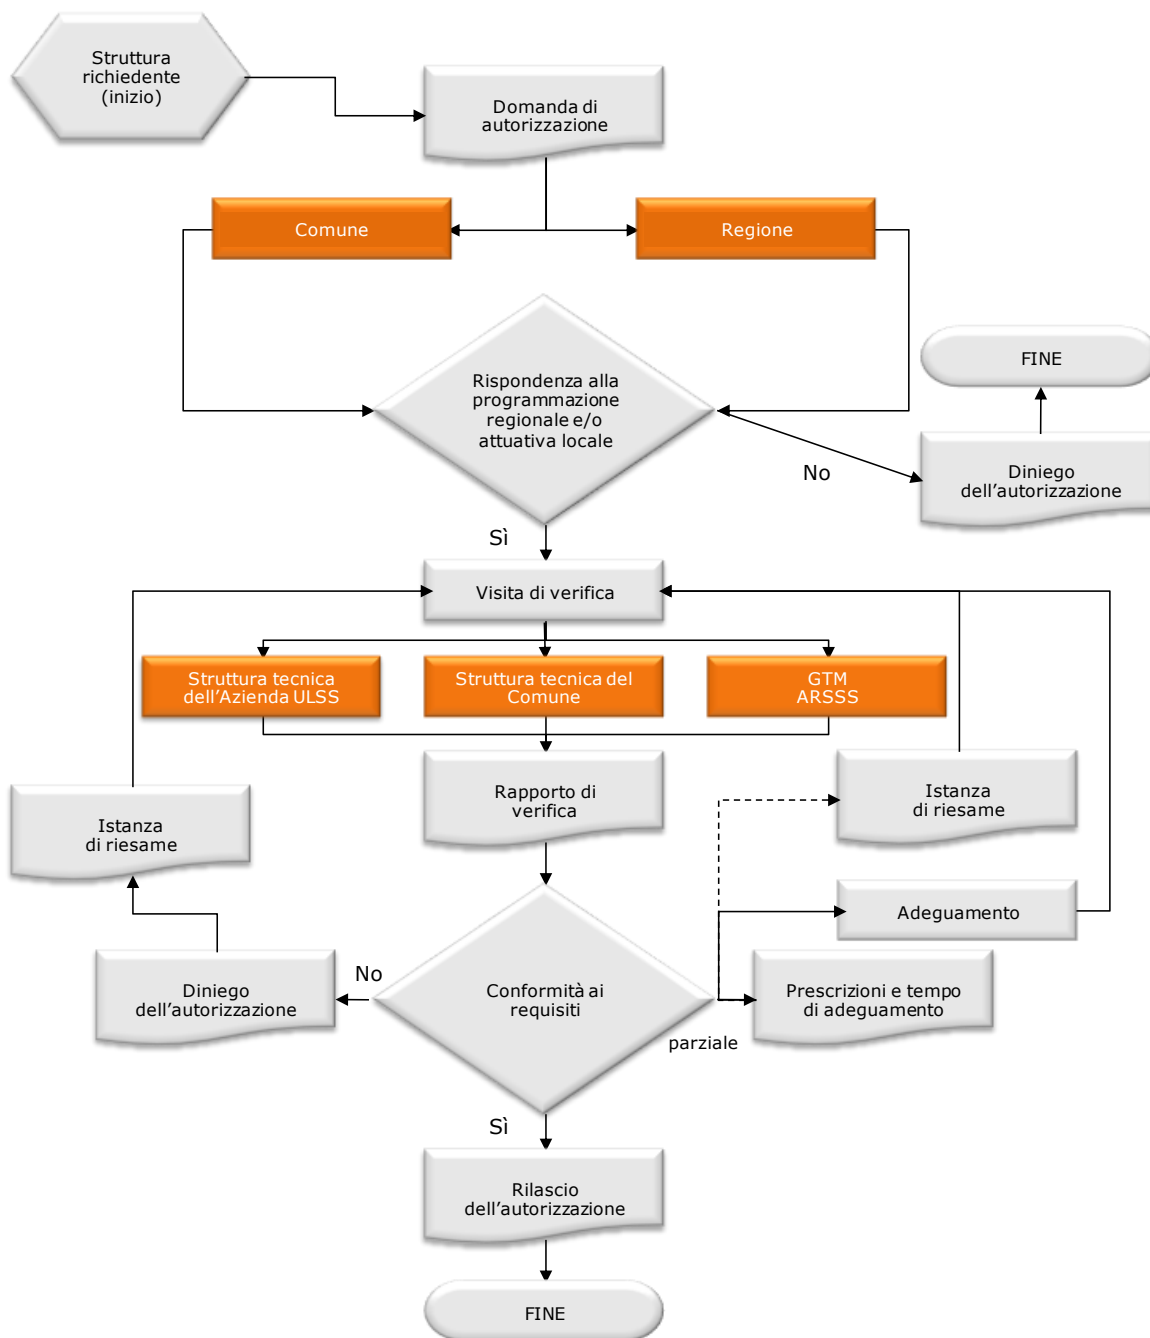 Struttura
richiedente
(inizio)
Domanda di
autorizzazione
Comune
Regione
Rispondenza alla
programmazione
regionale e/o
attuativa locale
FINE
No
Diniego
dell'autorizzazione
Sì
Visita di verifica
Struttura tecnica
dell'Azienda ULSS
Struttura tecnica del
Comune
GTM
ARSSS
Rapporto di
verifica
Istanza
di riesame
Istanza
di riesame
Adeguamento
No
Diniego
dell'autorizzazione
Conformità ai
requisiti
Prescrizioni e tempo
di adeguamento
parziale
Sì
Rilascio
dell'autorizzazione
FINE